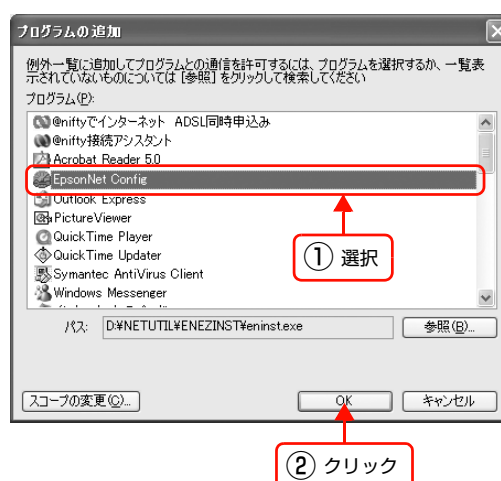 プログラムの追加
例外一覧に追加してプログラムとの通信を許可するには、プログラムを選択するか、一覧表
示されていないものについては [参照] をクリックして検索してください
プログラム(P):
@niftyでインターネット ADSL同時申込み
@nifty接続アシスタント
Acrobat Reader 5.0
EpsonNet Config
Outlook Express
PictureViewer
QuickTime Player
QuickTime Updater
Symantec AntiVirus Client
Windows Messenger
① 選択
パス: D:¥NETUTIL¥ENEZINST¥eninst.exe
参照(B)...
スコープの変更(C)...
OK
キャンセル
② クリック